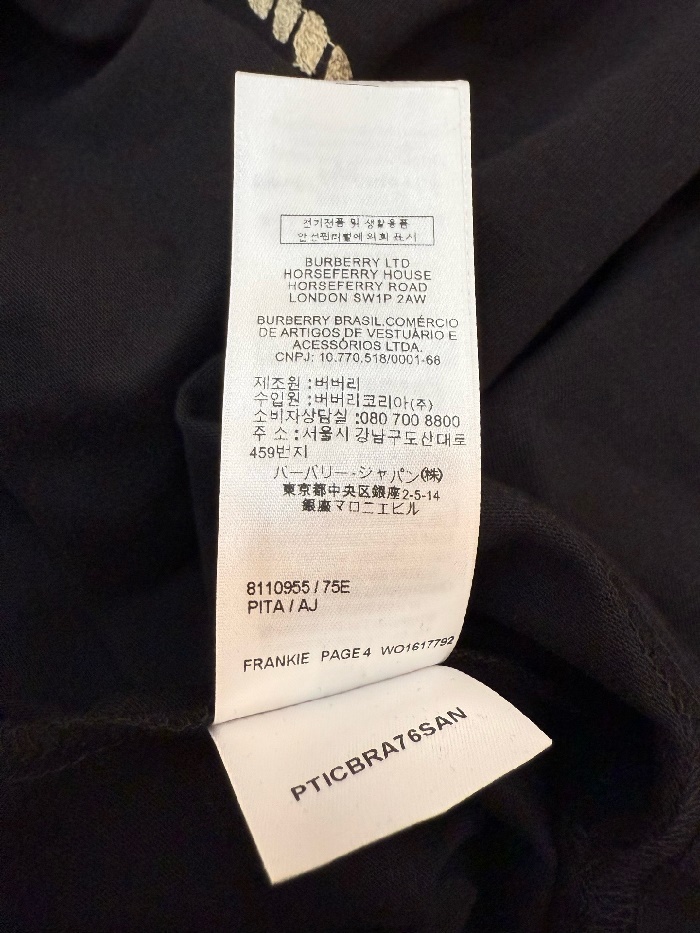 전기전품 및 생활용품
안전관리법에 의회 표시
BURBERRY LTD
HORSEFERRY HOUSE
HORSEFERRY ROAD
LONDON SW1P 2AW
BURBERRY BRASIL.COMÉRCIO
DE ARTIGOS DE VESTUÁRIO E
ACESSÓRIOS LTDA.
CNPJ: 10.770.518/0001-68
제조원 : 버버리
수입원 : 버버리코리아(주)
소비자상담실 :080 700 8800
주 소 : 서울시 강남구도산대로
459번지
バーバリー・ジャパン㈱
東京都中央区銀座2-5-14
銀座マロニエビル
8110955 / 75E
PITA / AJ
FRANKIE PAGE 4 WO1617792
PTICBRA76SAN